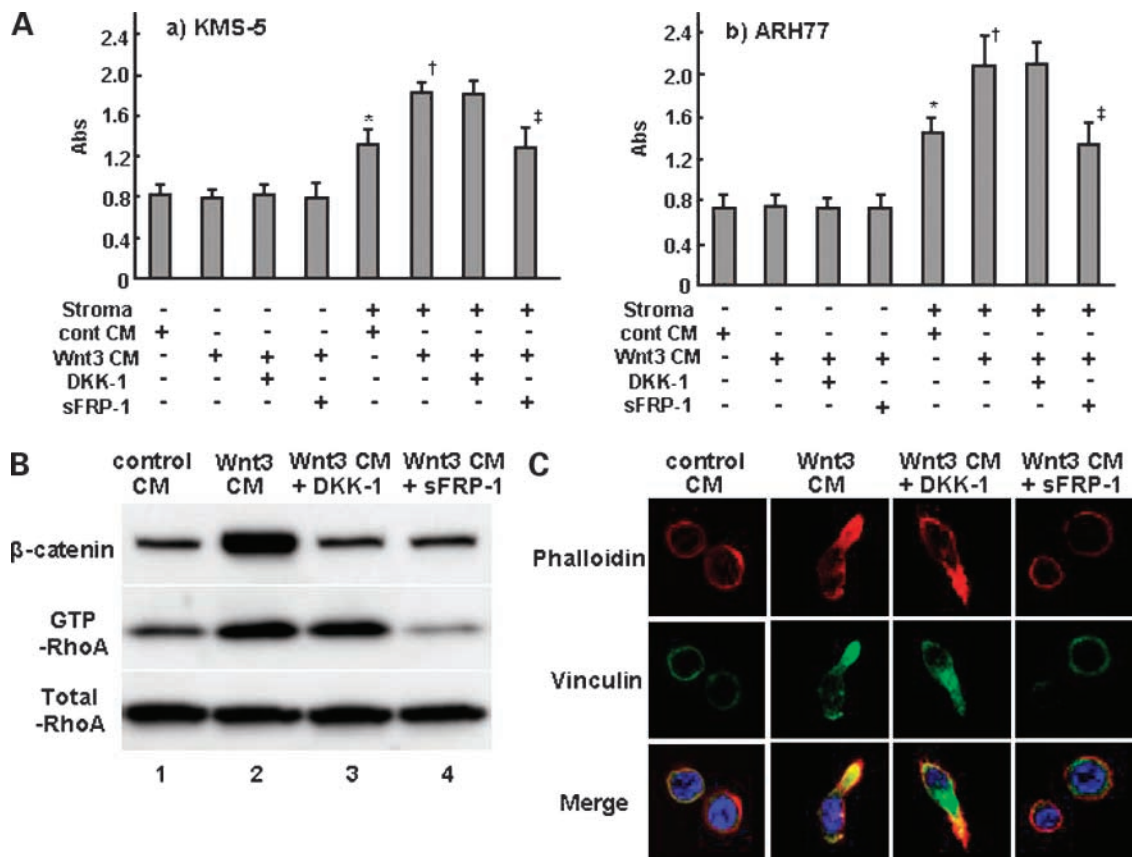 A
a) KMS-5
Abs
2.4
2.0
1.6
1.2
0.8
0.4
0
*
†
‡
Stroma - - - - + + + +
cont CM + - - - + - - -
Wnt3 CM - + + + - + + +
DKK-1 - - + - - - + -
sFRP-1 - - - + - - - +
b) ARH77
Abs
2.4
2.0
1.6
1.2
0.8
0.4
0
*
†
‡
Stroma - - - - + + + +
cont CM + - - - + - - -
Wnt3 CM - + + + - + + +
DKK-1 - - + - - - + -
sFRP-1 - - - + - - - +
B
control CM
Wnt3 CM
Wnt3 CM + DKK-1
Wnt3 CM + sFRP-1
β-catenin
GTP
-RhoA
Total
-RhoA
1 2 3 4
C
control CM
Wnt3 CM
Wnt3 CM + DKK-1
Wnt3 CM + sFRP-1
Phalloidin
Vinculin
Merge